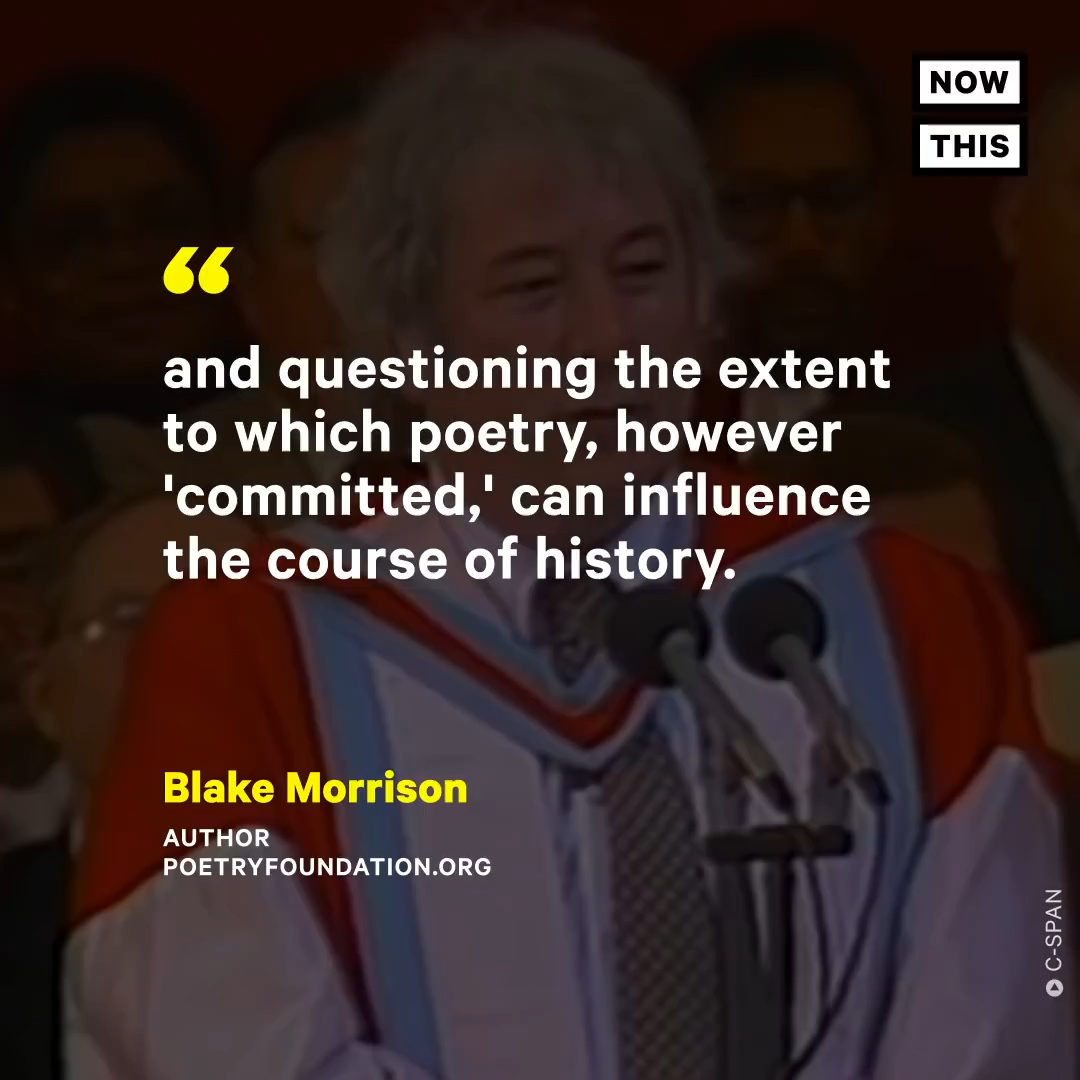 NOW
THIS
“
and questioning the extent
to which poetry, however
'committed,' can influence
the course of history.
Blake Morrison
AUTHOR
POETRYFOUNDATION.ORG
C-SPAN